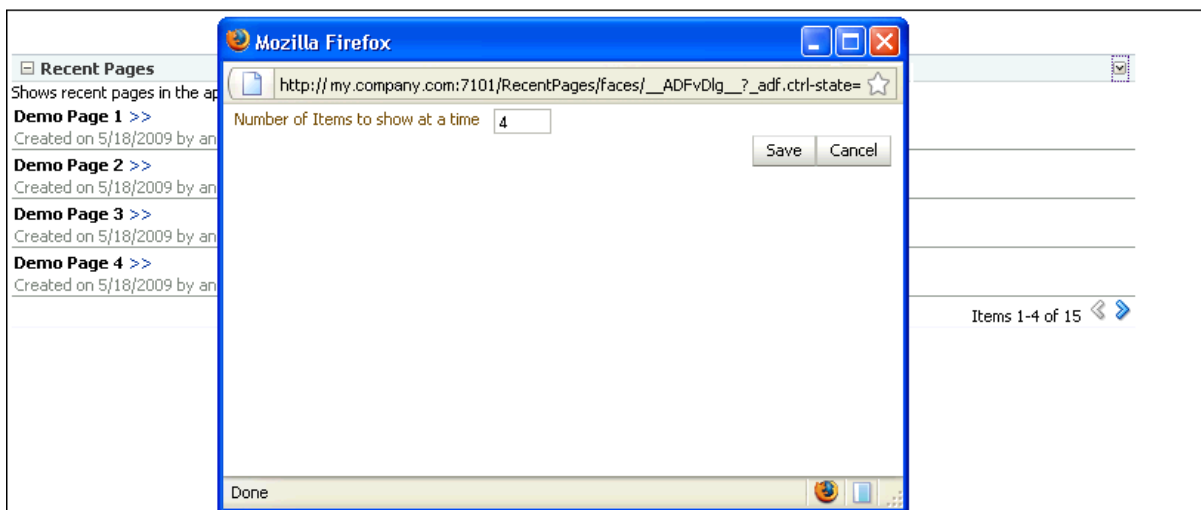 Mozilla Firefox
http://my.company.com:7101/RecentPages/faces/__ADFvDlg__?_adf.ctrl-state=
Number of Items to show at a time 4
Save Cancel
Done
Recent Pages
Shows recent pages in the ap
Demo Page 1 >>
Created on 5/18/2009 by an
Demo Page 2 >>
Created on 5/18/2009 by an
Demo Page 3 >>
Created on 5/18/2009 by an
Demo Page 4 >>
Created on 5/18/2009 by an
Items 1-4 of 15